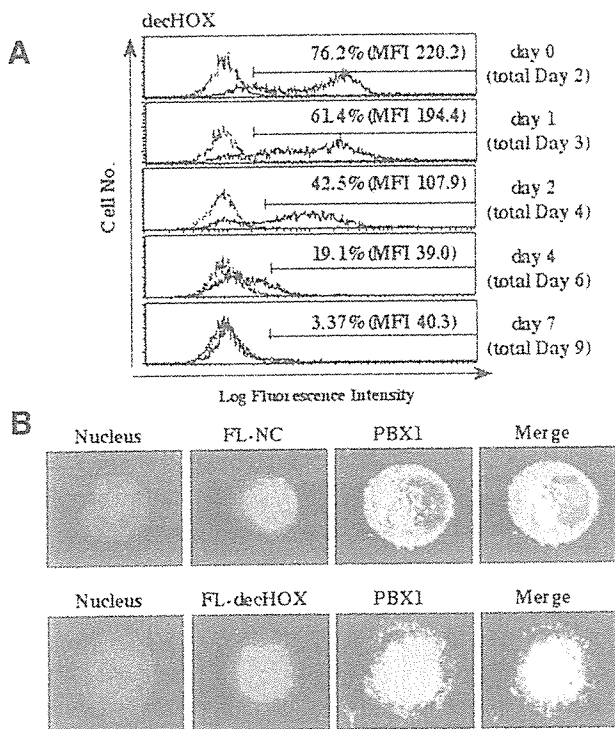 A
decHOX
76.2% (MFI 220.2)
day 0
(total Day 2)
61.4% (MFI 194.4)
day 1
(total Day 3)
42.5% (MFI 107.9)
day 2
(total Day 4)
19.1% (MFI 39.0)
day 4
(total Day 6)
3.37% (MFI 40.3)
day 7
(total Day 9)
Cell No.
Log Fluorescence Intensity
B
Nucleus FL-NC PBX1 Merge
Nucleus FL-decHOX PBX1 Merge